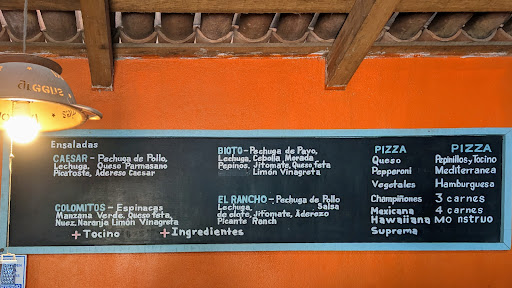 Ensaladas
CAESAR - Pechuga de Pollo,
Lechuga, Queso Parmasano
Picatoste, Adereso Caesar
COLOMITOS - Espinacas
Manzana Verde, Queso feta,
Nuez, Naranja Limón Vinagreta
+ Tocino + Ingredientes
BIOTO - Pechuga de Pavo,
Lechuga, Cebolla Morada
Pepinos, Jitomate, Queso feta
Limón Vinagreta
EL RANCHO - Pechuga de Pollo
Lechuga, Salsa
de elote, Jitomate, Aderezo
Picante Ranch
PIZZA
Queso
Pepperoni
Vegetales
Champiñones
Mexicana
Hawaiiana
Suprema
PIZZA
Pepinillos y Tocino
Mediterranea
Hamburguesa
3 carnes
4 carnes
Monstruo